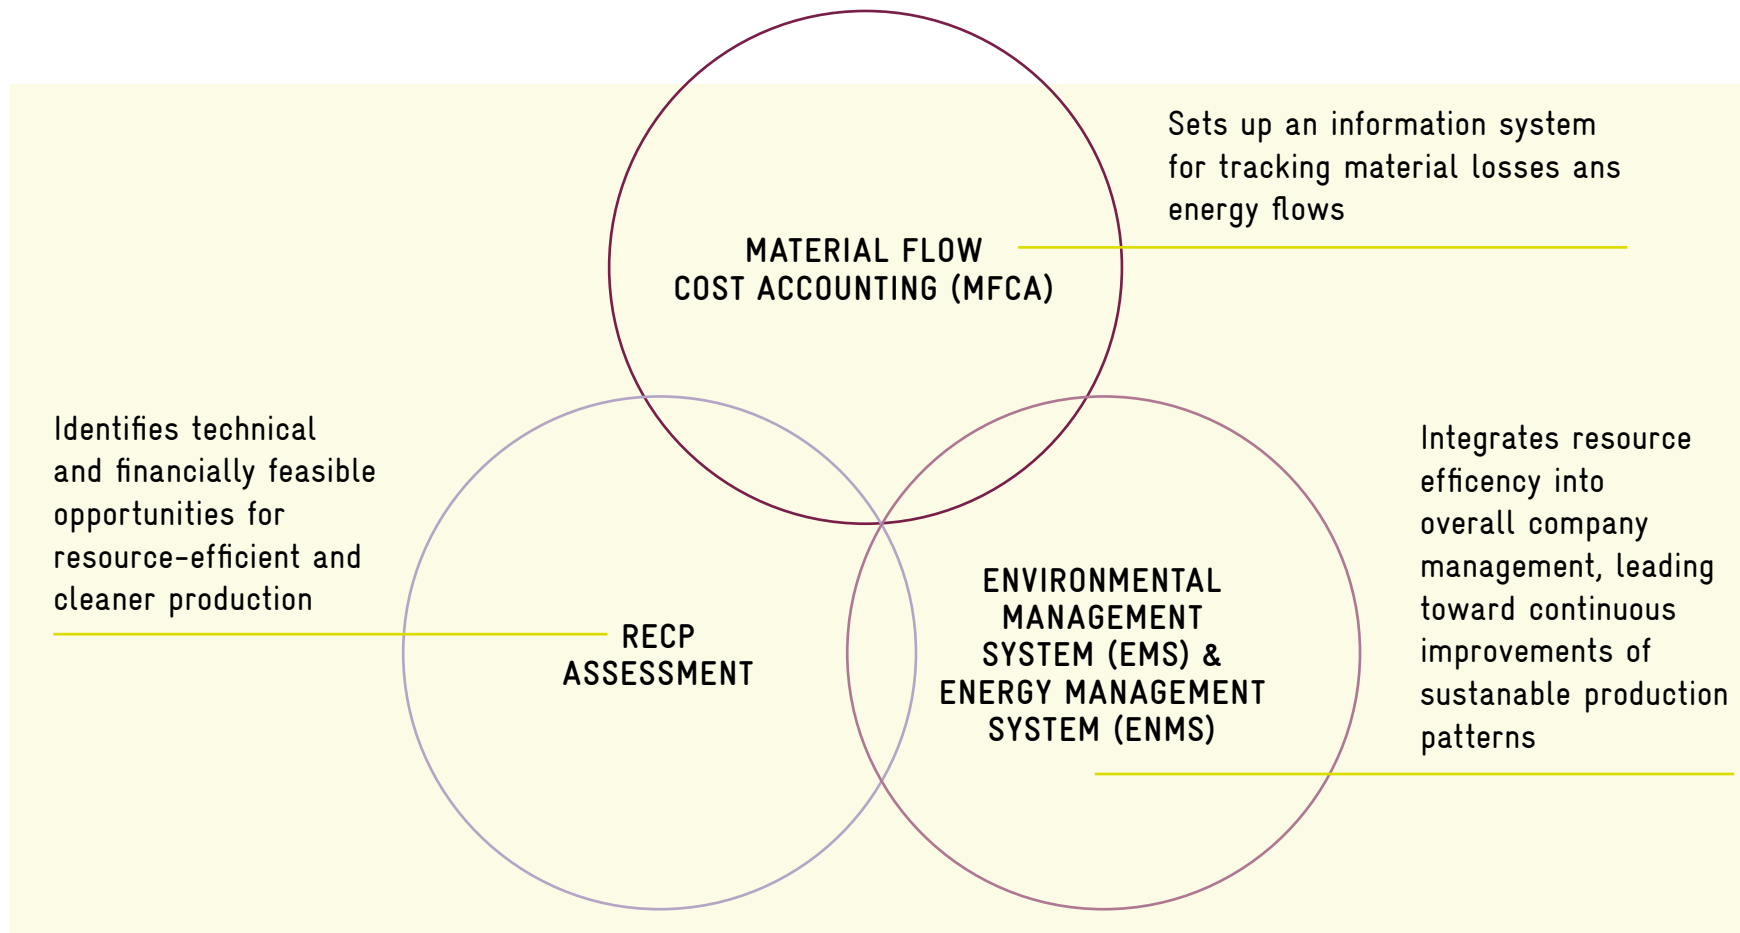 Sets up an information system
for tracking material losses ans
energy flows
MATERIAL FLOW
COST ACCOUNTING (MFCA)
Identifies technical
and financially feasible
opportunities for
resource-efficient and
cleaner production
RECP
ASSESSMENT
ENVIRONMENTAL
MANAGEMENT
SYSTEM (EMS) &
ENERGY MANAGEMENT
SYSTEM (ENMS)
Integrates resource
efficency into
overall company
management, leading
toward continuous
improvements of
sustanable production
patterns